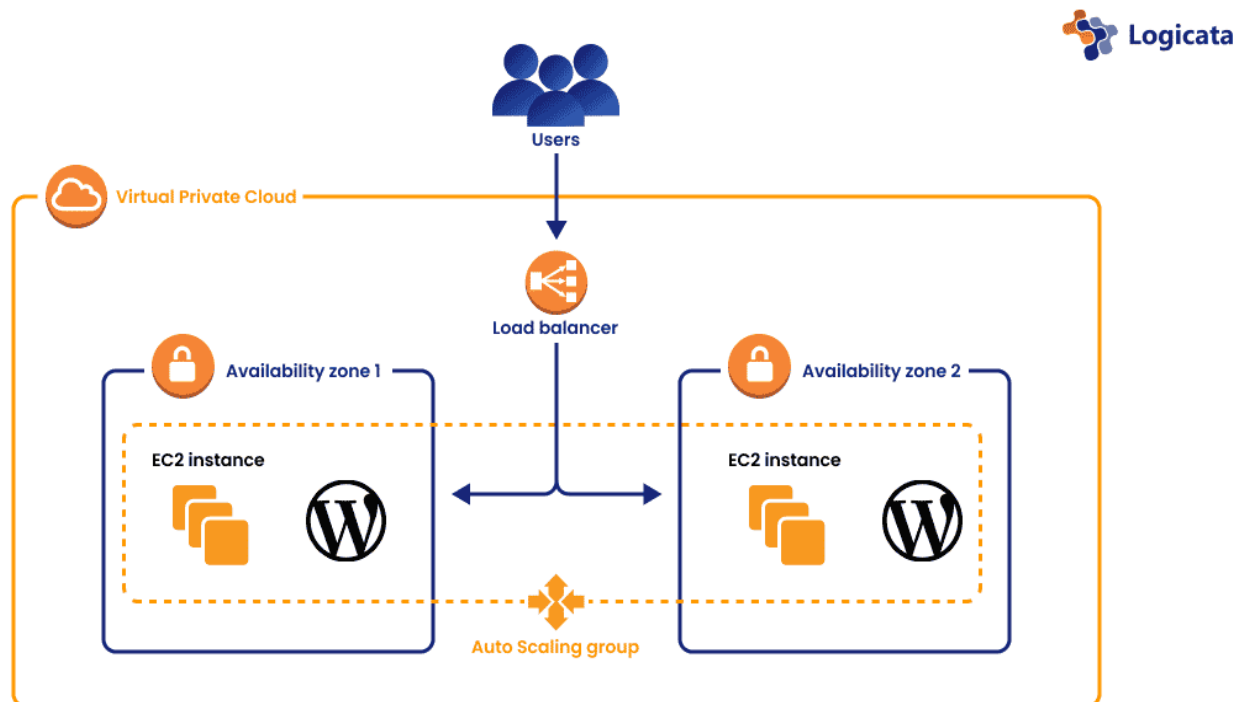 Logicata
Users
Virtual Private Cloud
Load balancer
Availability zone 1
Availability zone 2
EC2 instance
EC2 instance
Auto Scaling group